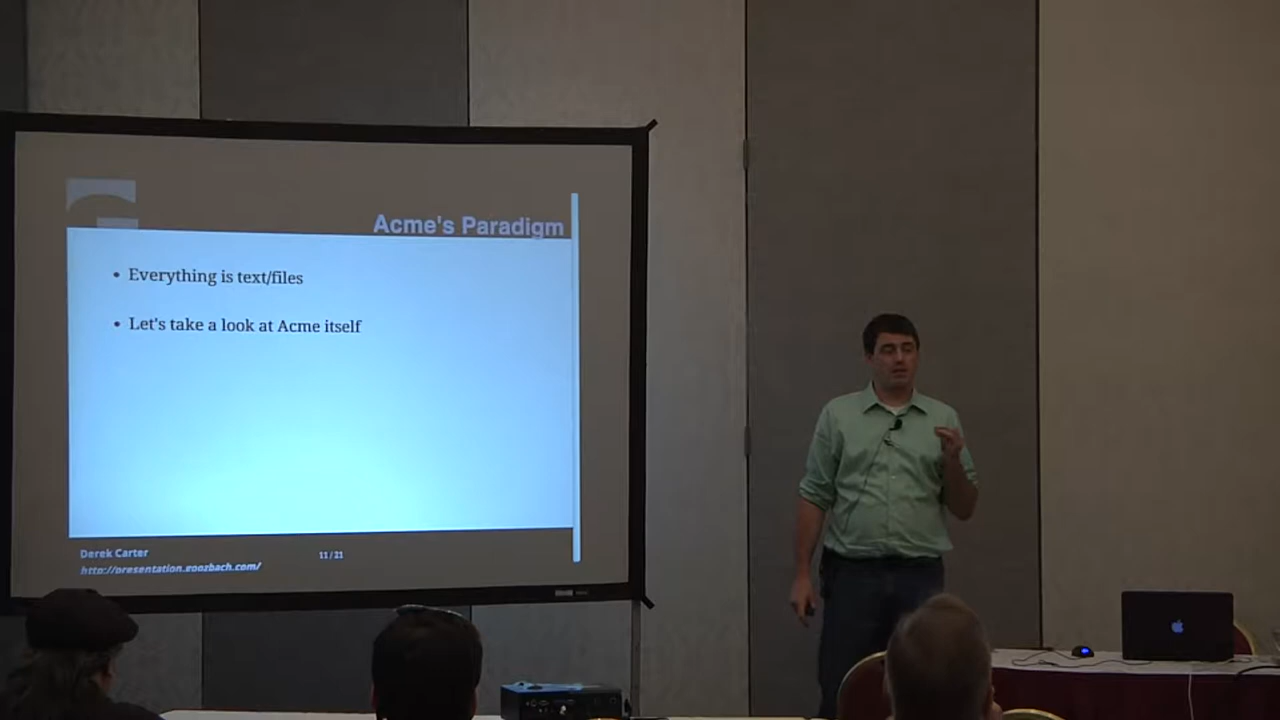 Acme's Paradigm
• Everything is text/files
• Let's take a look at Acme itself
Derek Carter
11/21
http://presentation.goozbach.com/